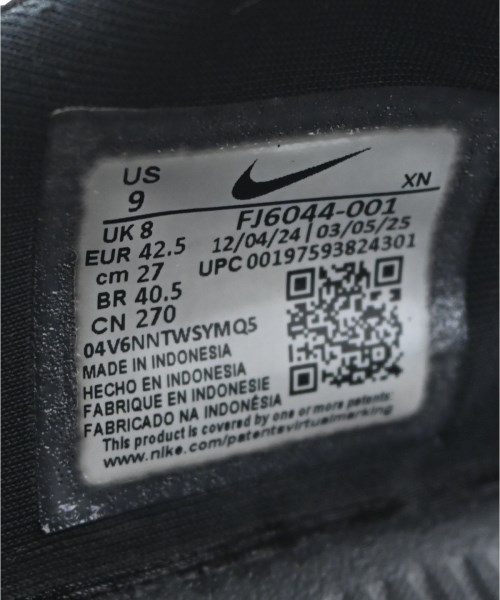 US
9
XN
UK 8
EUR 42.5
cm 27
BR 40.5
CN 270
FJ6044-001
12/04/24 | 03/05/25
UPC 00197593824301
04V6NNTWSYMQ5
MADE IN INDONESIA
HECHO EN INDONESIA
FABRIQUE EN INDONESIE
FABRICADO NA INDONÉSIA
This product is covered by one or more patents:
www.nike.com/patentsvirtualmarking